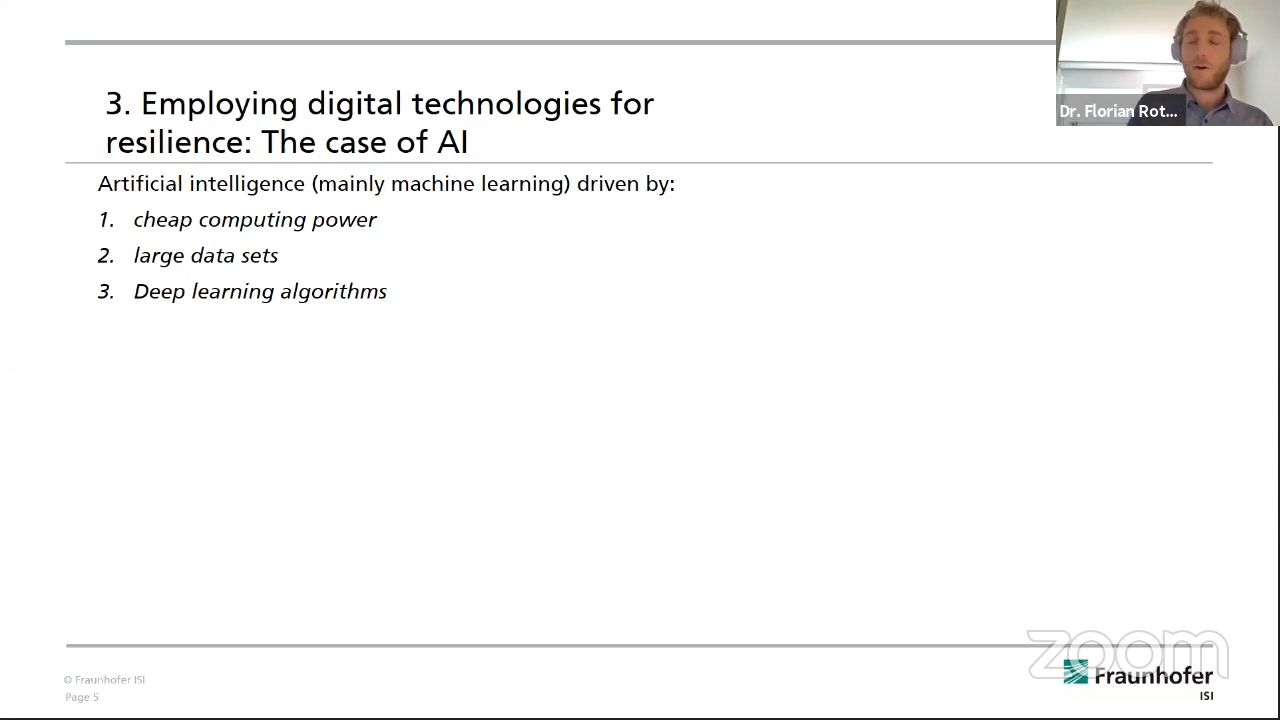 3. Employing digital technologies for
resilience: The case of AI
Dr. Florian Rot...
Artificial intelligence (mainly machine learning) driven by:
1. cheap computing power
2. large data sets
3. Deep learning algorithms
zoom
© Fraunhofer ISI
Page 5
Fraunhofer
ISI